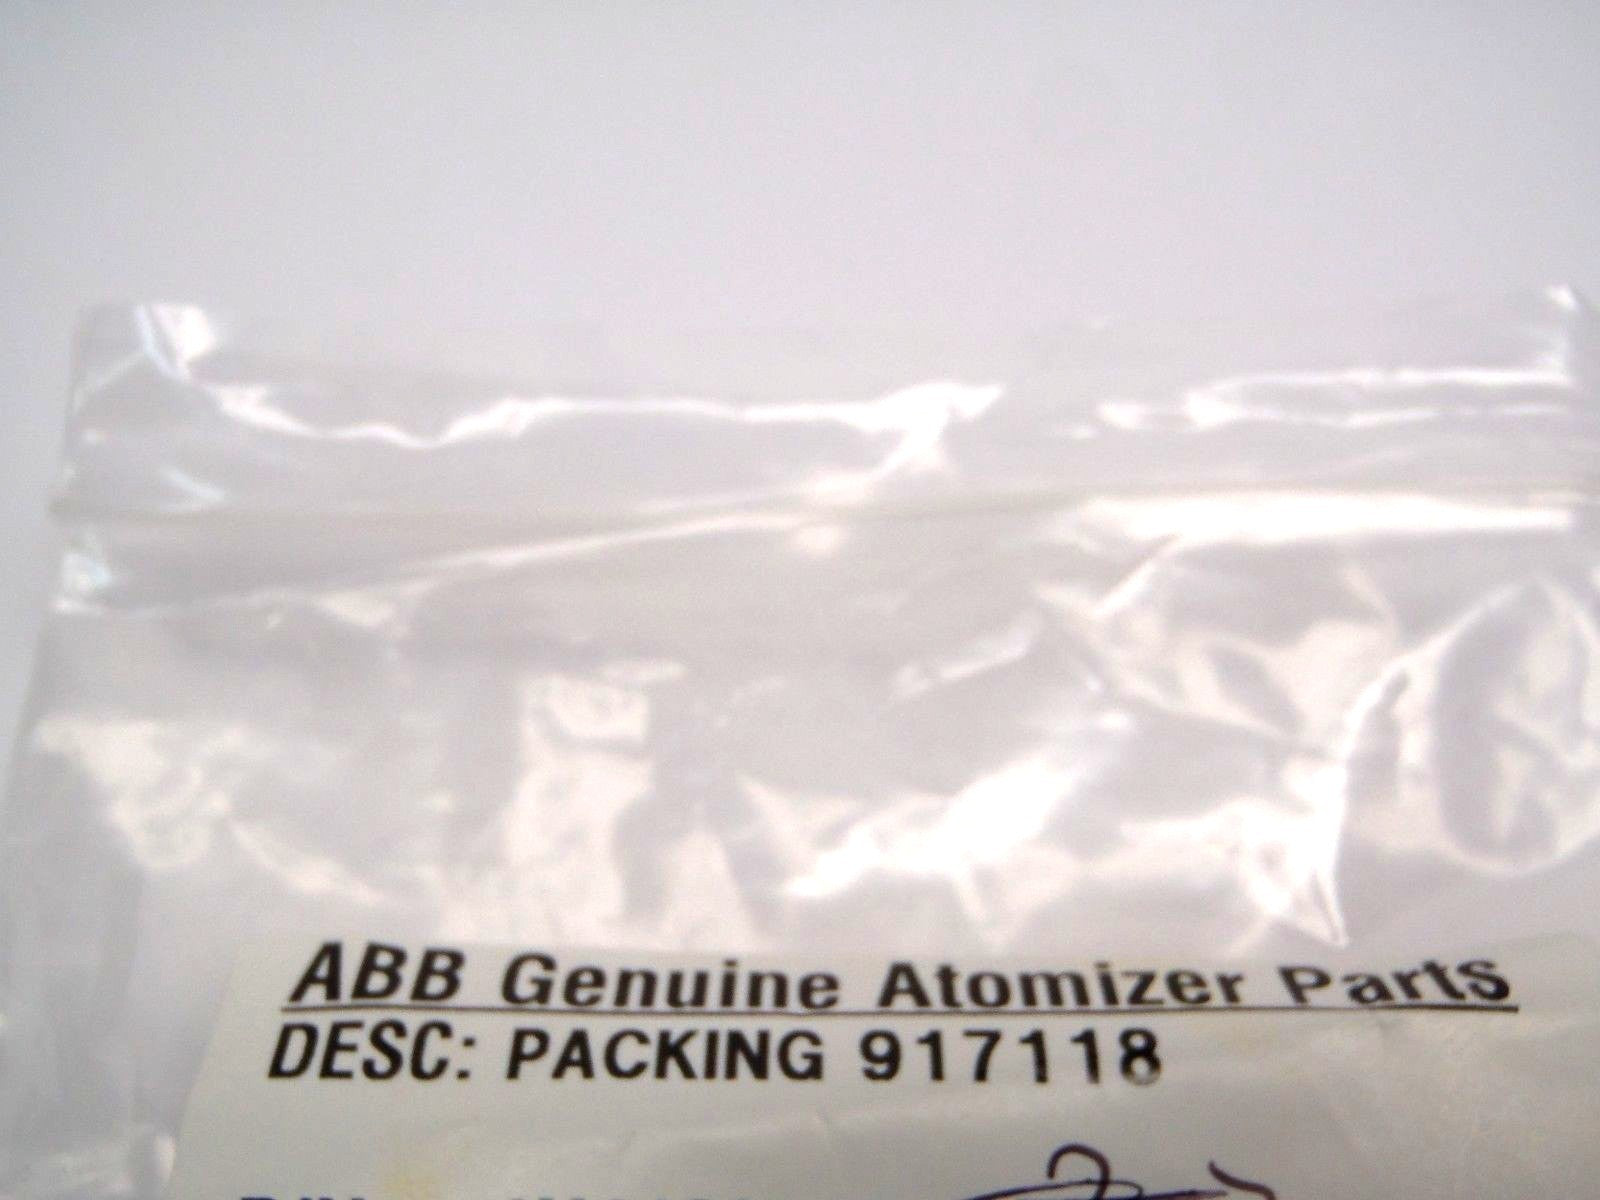 ABB Genuine Atomizer Parts
DESC: PACKING 917118